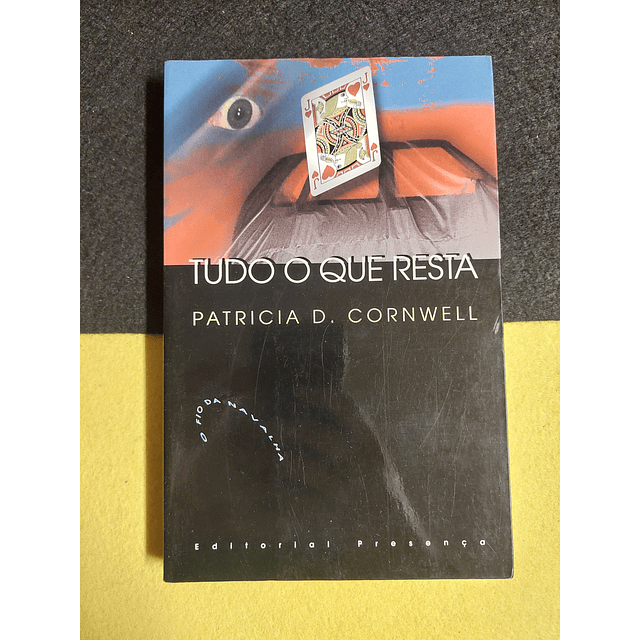 J
J
TUDO O QUE RESTA
PATRICIA D. CORNWELL
O FIO DA NAVALHA
Editorial Presença